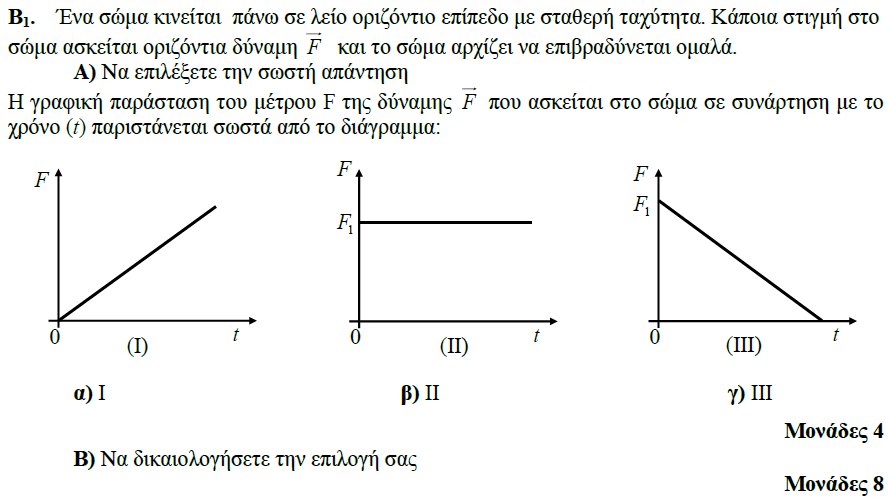 Β₁. Ένα σώμα κινείται πάνω σε λείο οριζόντιο επίπεδο με σταθερή ταχύτητα. Κάποια στιγμή στο
σώμα ασκείται οριζόντια δύναμη F⃗ και το σώμα αρχίζει να επιβραδύνεται ομαλά.
Α) Να επιλέξετε την σωστή απάντηση
Η γραφική παράσταση του μέτρου F της δύναμης F⃗ που ασκείται στο σώμα σε συνάρτηση με το
χρόνο (t) παριστάνεται σωστά από το διάγραμμα:
F
0
t
(I)
F
F₁
0
t
(II)
F
F₁
0
t
(III)
α) I β) II γ) III
Μονάδες 4
Β) Να δικαιολογήσετε την επιλογή σας
Μονάδες 8